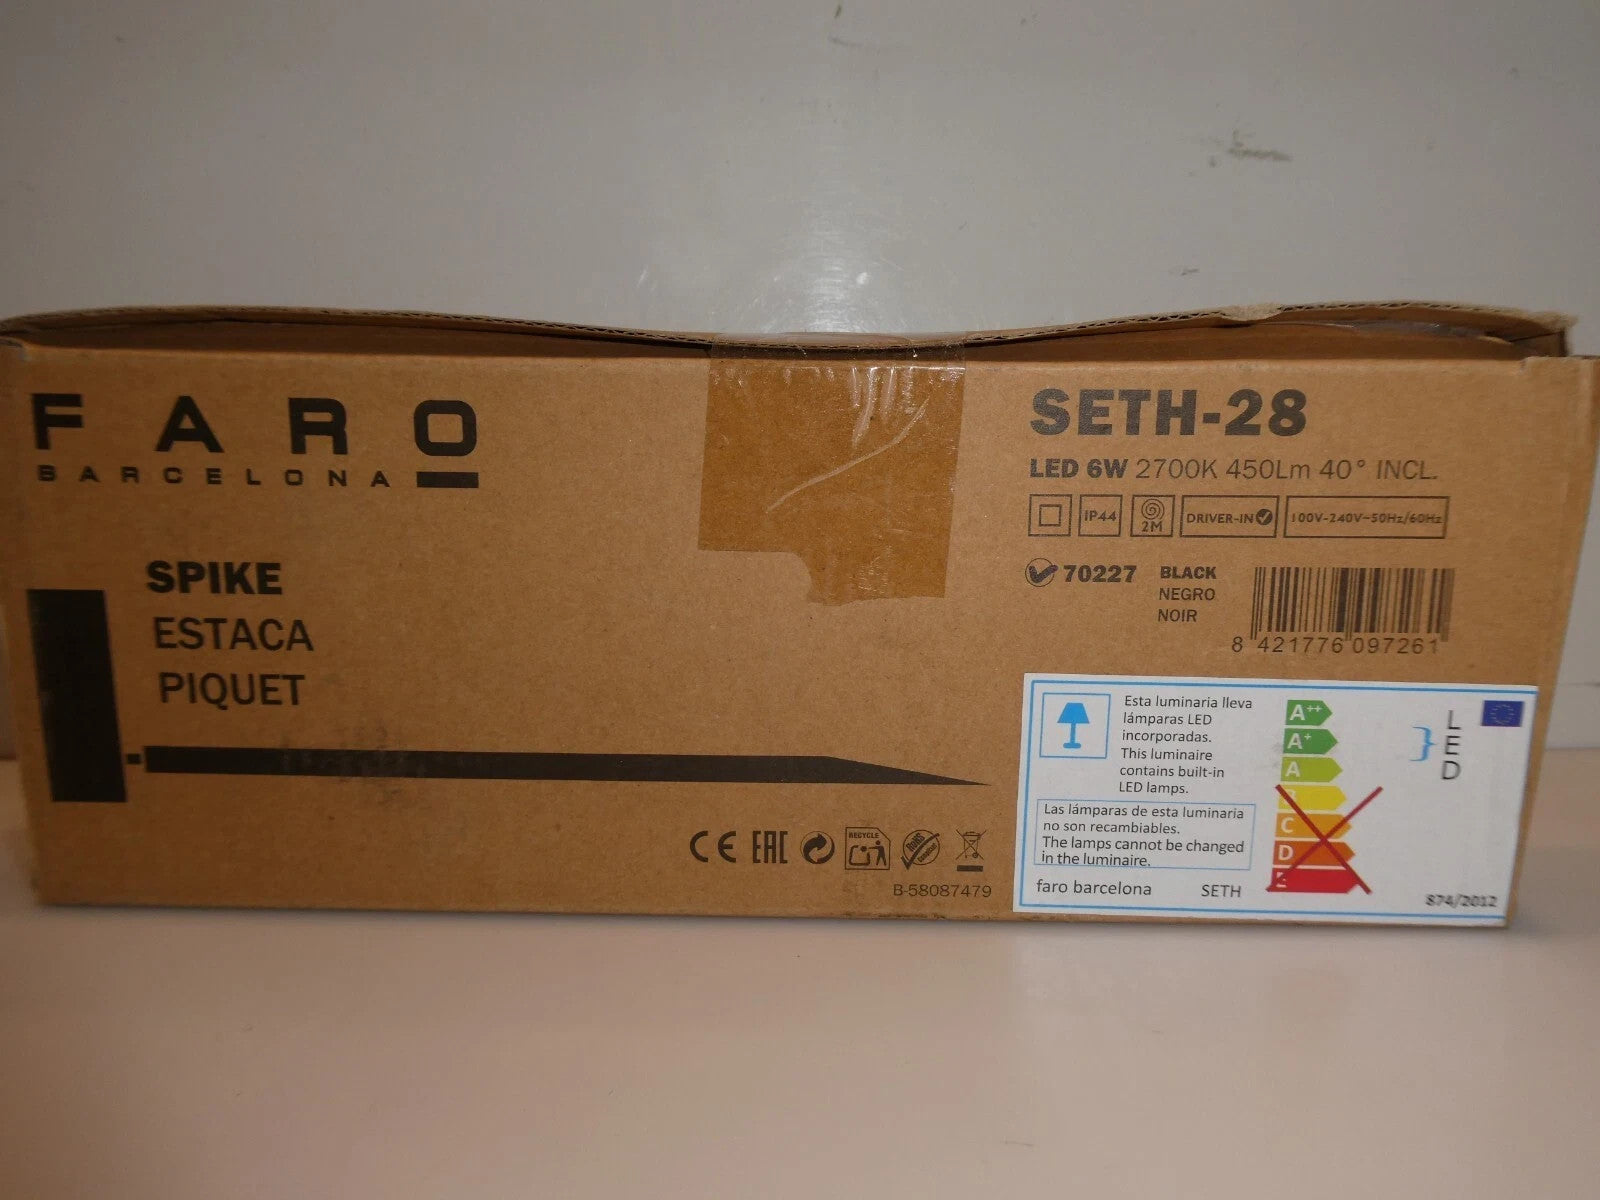 FARO
BARCELONA
SPIKE
ESTACA
PIQUET
SETH-28
LED 6W 2700K 450Lm 40° INCL.
IP44
2M
DRIVER-IN
100V-240V~50Hz/60Hz
70227
BLACK
NEGRO
NOIR
8 421776 097261
CE EAC
RECYCLE
RoHS
B-58087479
Esta luminaria lleva
lámparas LED
incorporadas.
This luminaire
contains built-in
LED lamps.
Las lámparas de esta luminaria
no son recambiables.
The lamps cannot be changed
in the luminaire.
faro barcelona SETH
A++
A+
A
B
C
D
E
LED
874/2012